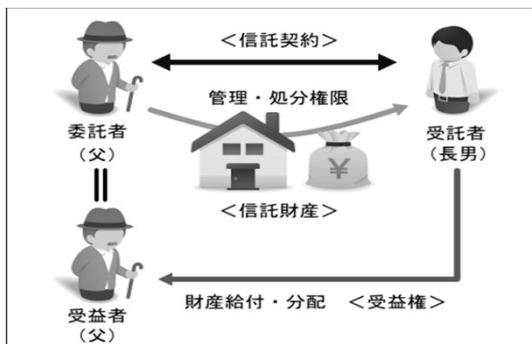 ＜信託契約＞
管理・処分権限
委託者
（父）
受託者
（長男）
¥
＜信託財産＞
財産給付・分配　＜受益権＞
受益者
（父）